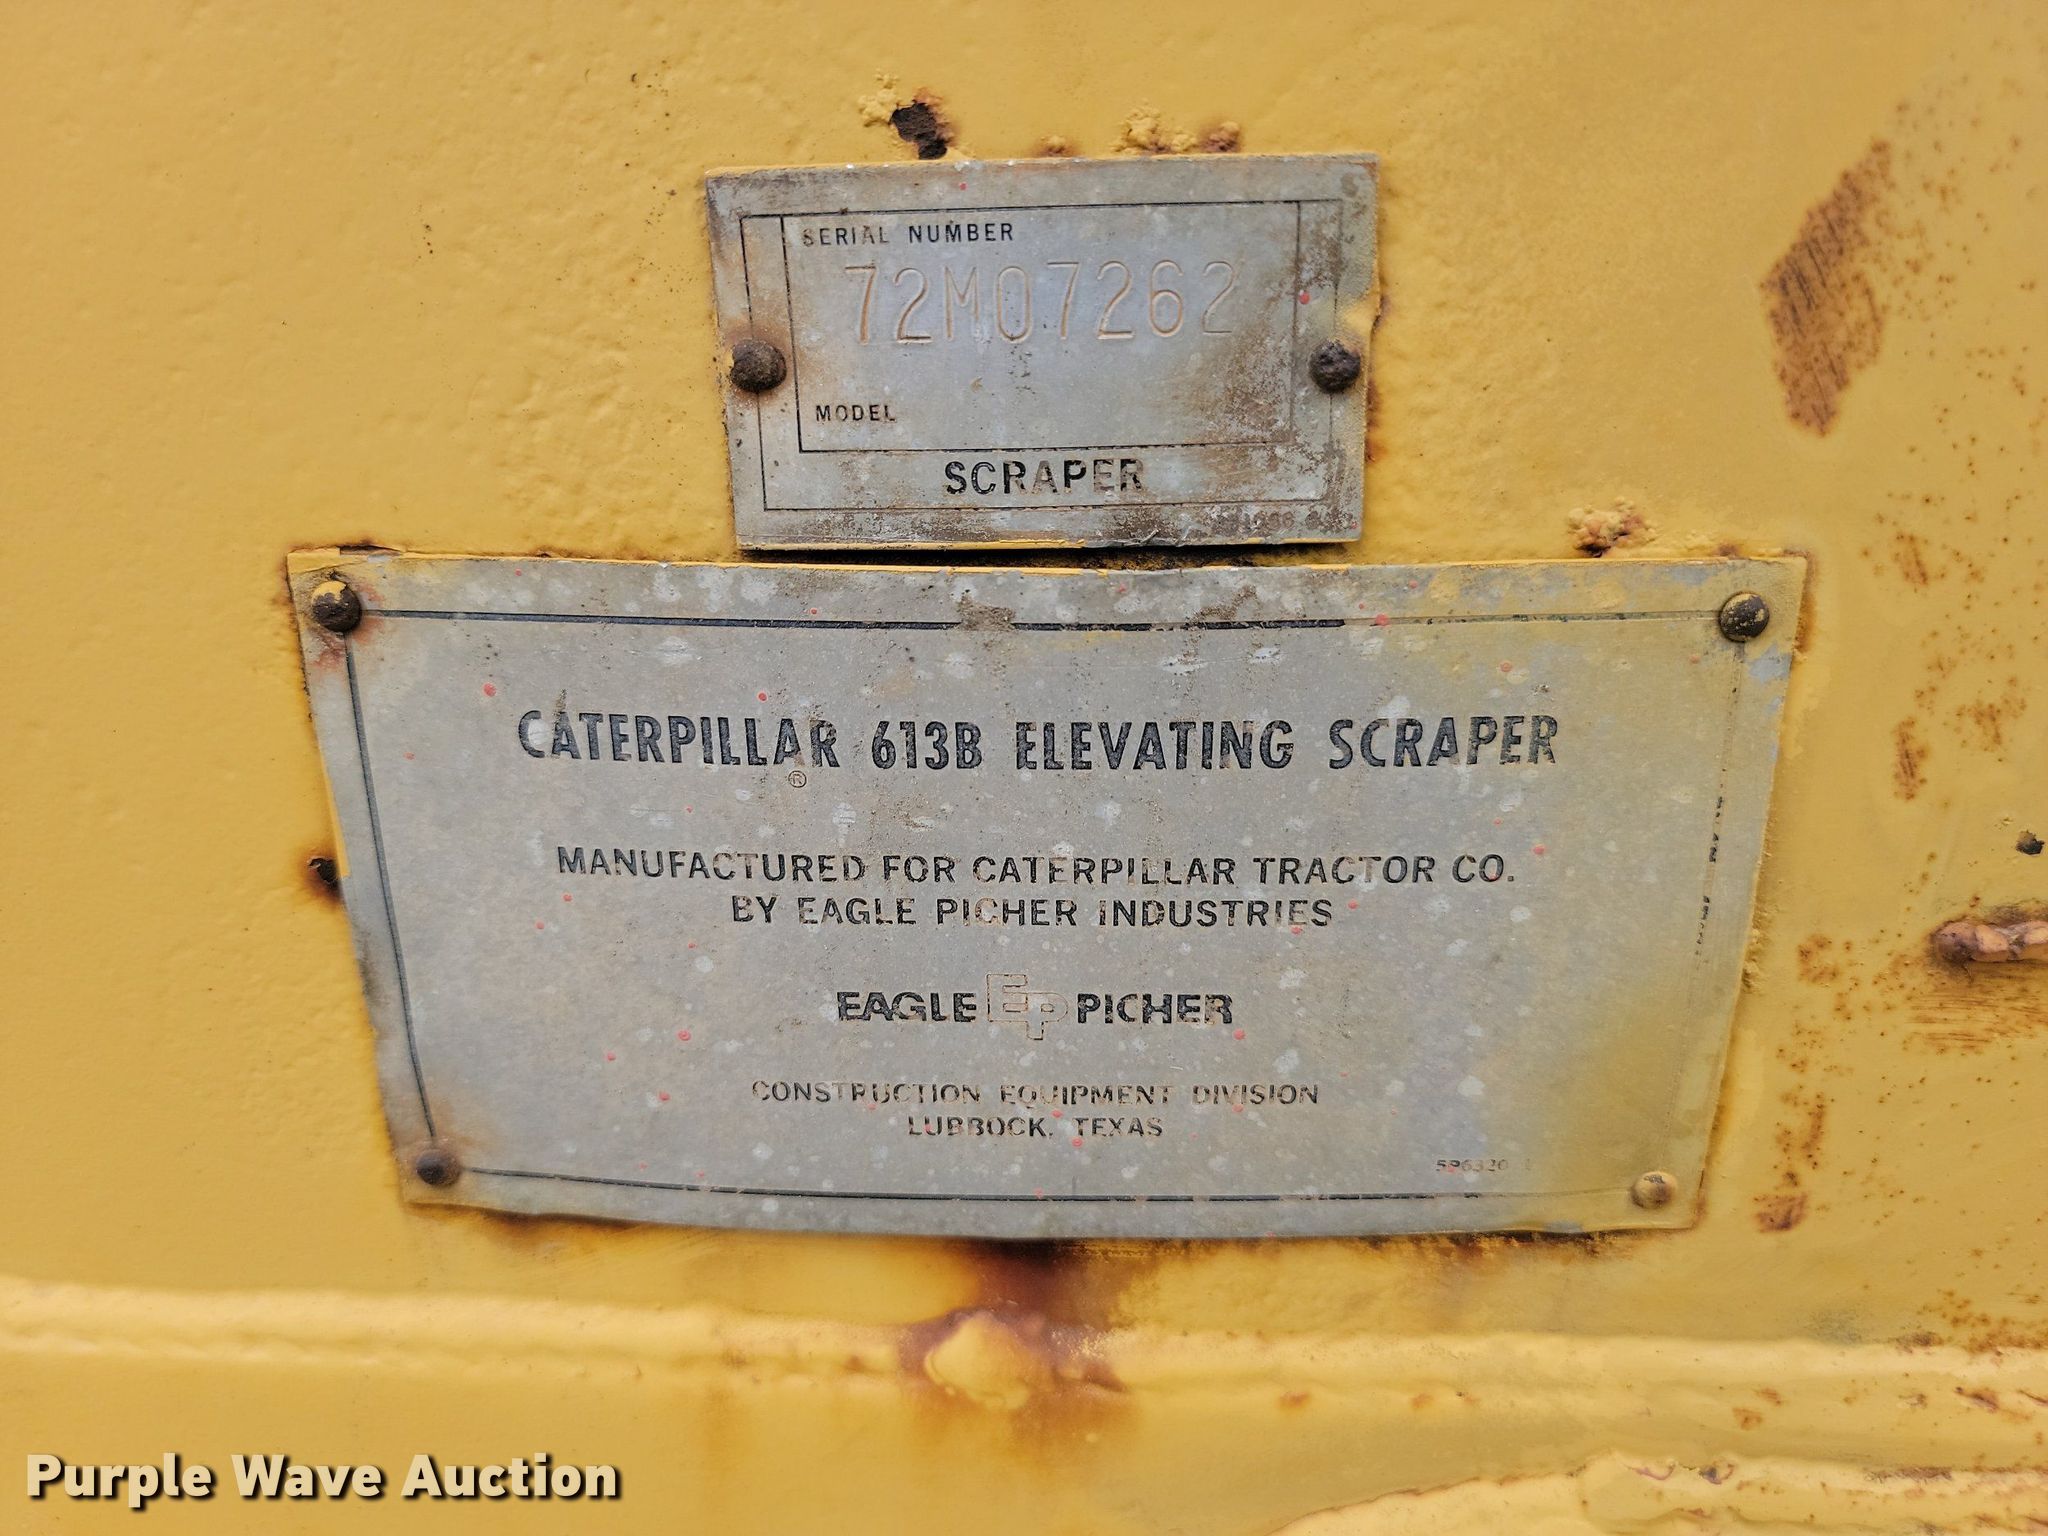 SERIAL NUMBER
72M07262
MODEL
SCRAPER
CATERPILLAR 613B ELEVATING SCRAPER
®
MANUFACTURED FOR CATERPILLAR TRACTOR CO.
BY EAGLE PICHER INDUSTRIES
EAGLE EP PICHER
CONSTRUCTION EQUIPMENT DIVISION
LUBBOCK, TEXAS
Purple Wave Auction